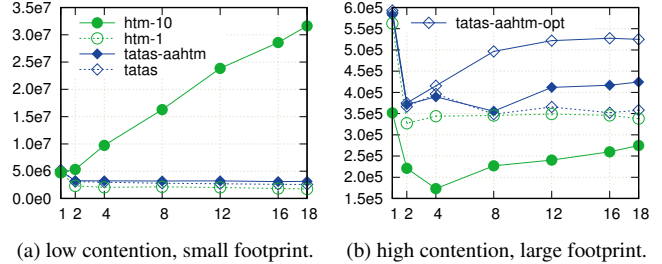 3.5e7
3.0e7
2.5e7
2.0e7
1.5e7
1.0e7
5.0e6
0.0e0
1 2 4 8 12 16 18
htm-10
htm-1
tatas-aahtm
tatas
6.0e5
5.5e5
5.0e5
4.5e5
4.0e5
3.5e5
3.0e5
2.5e5
2.0e5
1.5e5
1 2 4 8 12 16 18
tatas-aahtm-opt
(a) low contention, small footprint.
(b) high contention, large footprint.